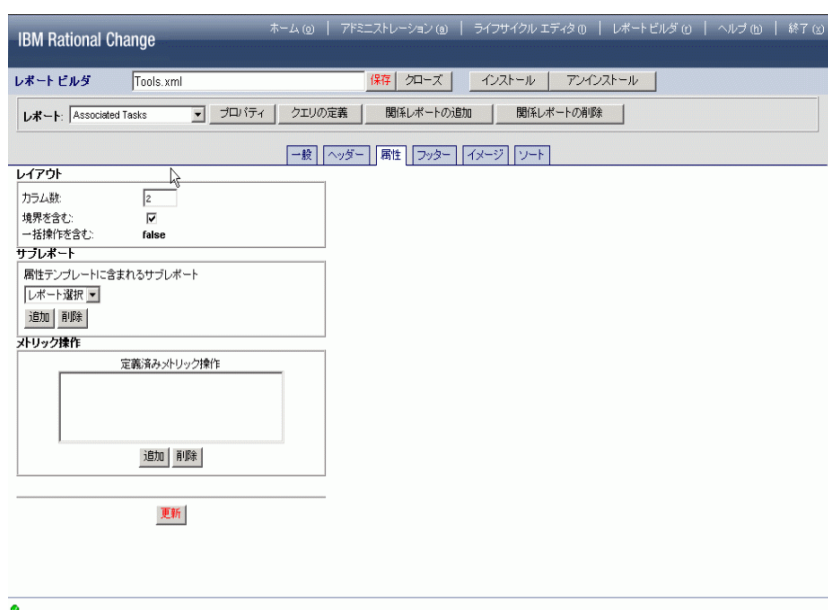 IBM Rational Change
ホーム (o) | アドミニストレーション (a) | ライフサイクル エディタ (l) | レポートビルダ (r) | ヘルプ (h) | 終了 (x)
レポート ビルダ Tools.xml 保存 クローズ インストール アンインストール
レポート: Associated Tasks プロパティ クエリの定義 関係レポートの追加 関係レポートの削除
一般 ヘッダー 属性 フッター イメージ ソート
レイアウト
カラム数: 2
境界を含む:
一括操作を含む: false
サブレポート
属性テンプレートに含まれるサブレポート
レポート選択
追加 削除
メトリック操作
定義済みメトリック操作
追加 削除
更新